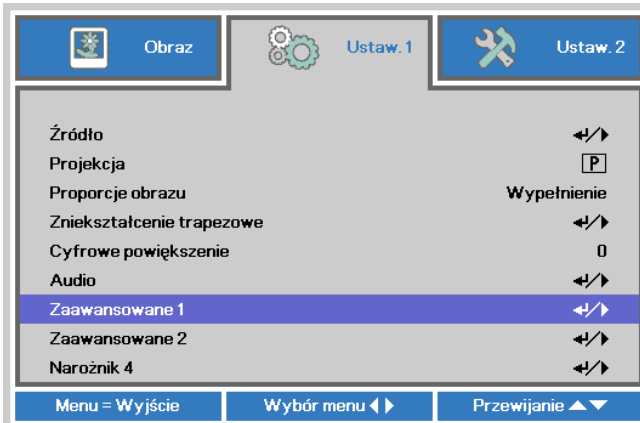 Obraz
Ustaw. 1
Ustaw. 2
Źródło
Projekcja P
Proporcje obrazu Wypełnienie
Zniekształcenie trapezowe
Cyfrowe powiększenie 0
Audio
Zaawansowane 1
Zaawansowane 2
Narożnik 4
Menu = Wyjście
Wybór menu
Przewijanie